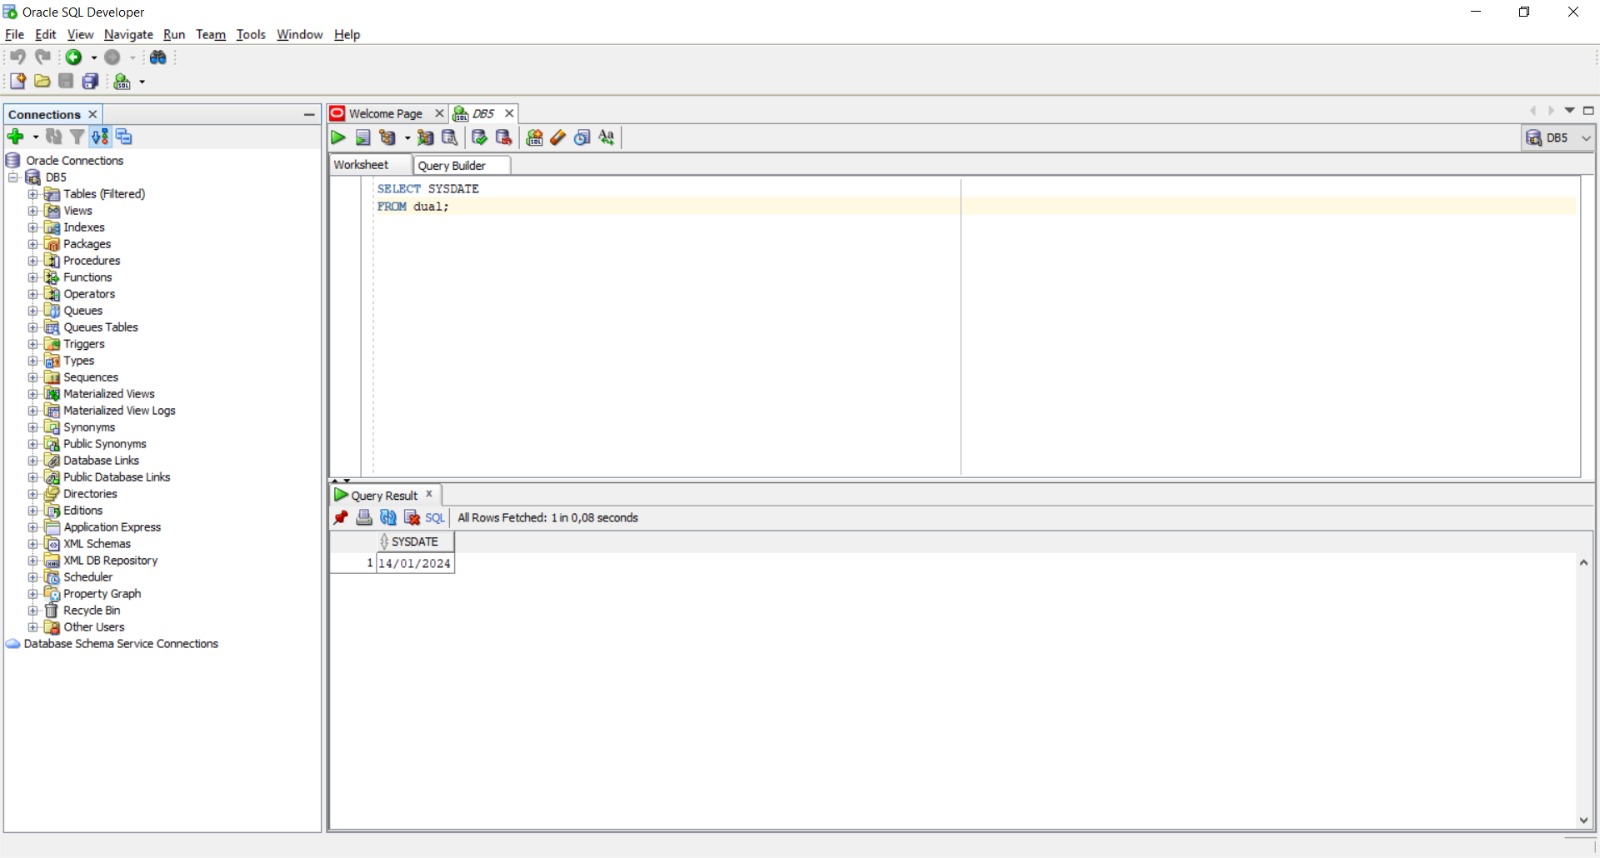 Oracle SQL Developer
File Edit View Navigate Run Team Tools Window Help
Connections
Oracle Connections
DB5
Tables (Filtered)
Views
Indexes
Packages
Procedures
Functions
Operators
Queues
Queues Tables
Triggers
Types
Sequences
Materialized Views
Materialized View Logs
Synonyms
Public Synonyms
Database Links
Public Database Links
Directories
Editions
Application Express
XML Schemas
XML DB Repository
Scheduler
Property Graph
Recycle Bin
Other Users
Database Schema Service Connections
Welcome Page DB5
DB5
Worksheet Query Builder
SELECT SYSDATE
FROM dual;
Query Result
SQL All Rows Fetched: 1 in 0,08 seconds
SYSDATE
1 14/01/2024